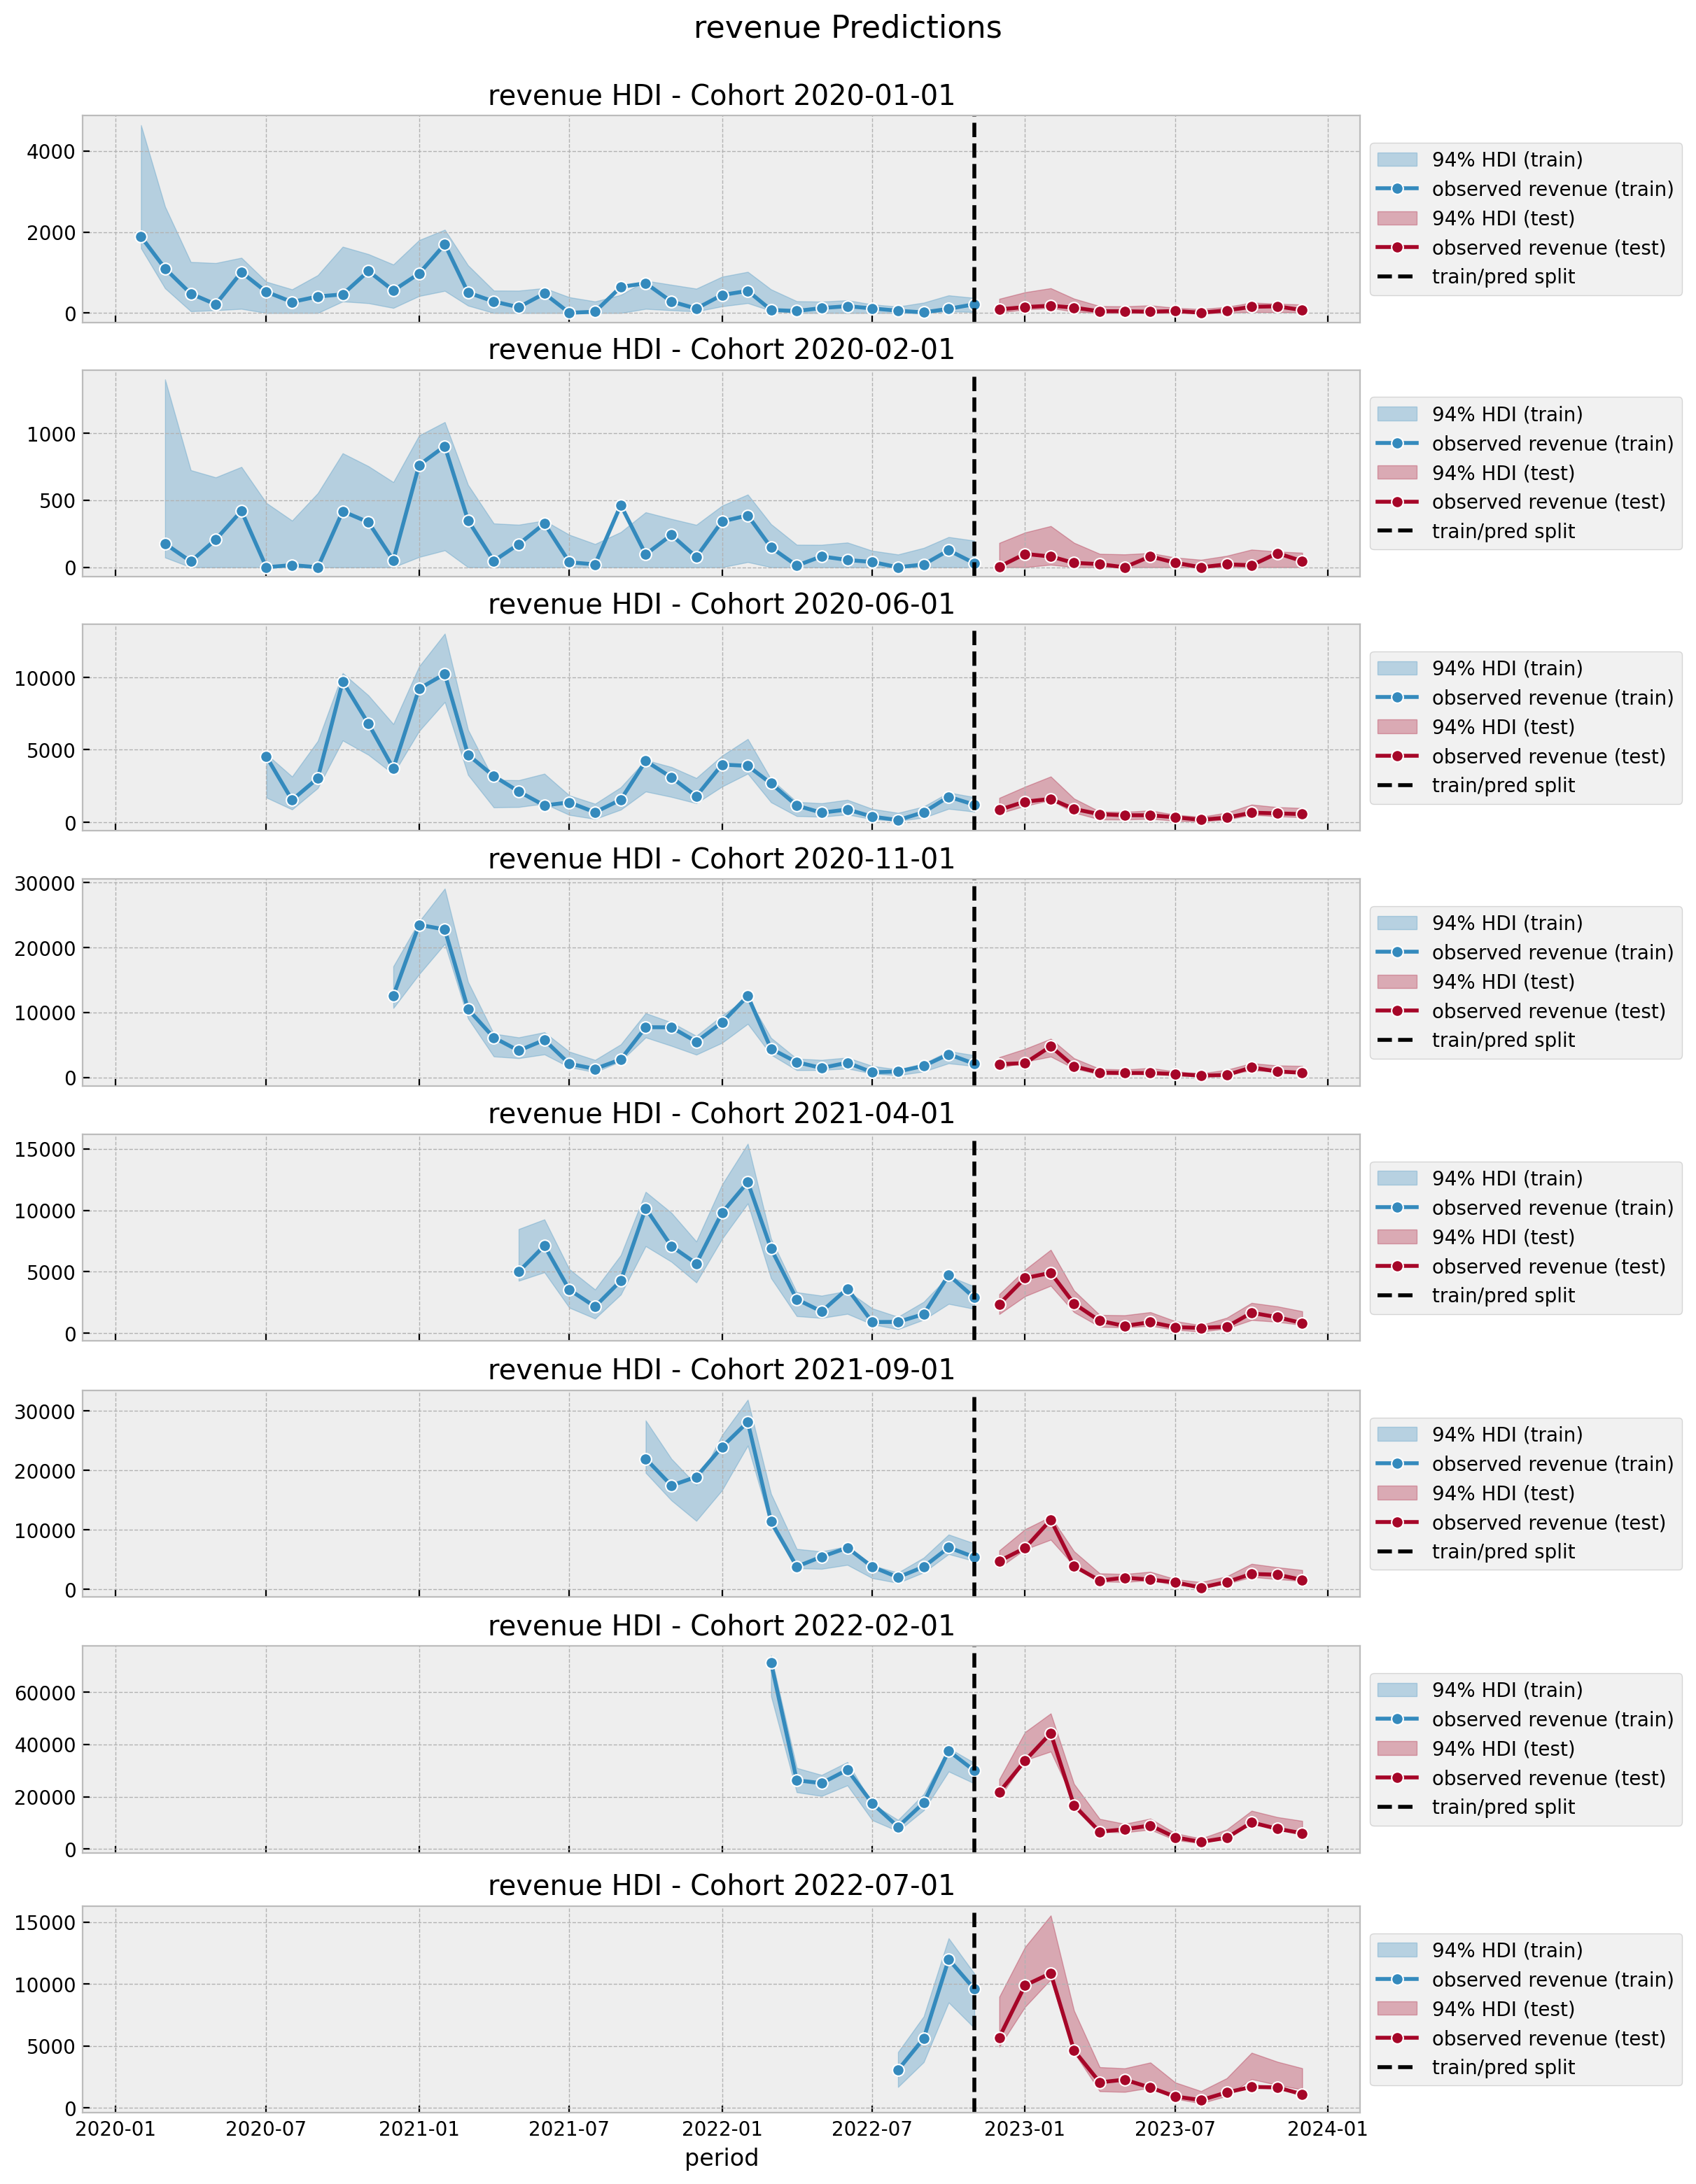 revenue Predictions
revenue HDI - Cohort 2020-01-01
4000
2000
0
94% HDI (train)
observed revenue (train)
94% HDI (test)
observed revenue (test)
train/pred split
revenue HDI - Cohort 2020-02-01
1000
500
0
94% HDI (train)
observed revenue (train)
94% HDI (test)
observed revenue (test)
train/pred split
revenue HDI - Cohort 2020-06-01
10000
5000
0
94% HDI (train)
observed revenue (train)
94% HDI (test)
observed revenue (test)
train/pred split
revenue HDI - Cohort 2020-11-01
30000
20000
10000
0
94% HDI (train)
observed revenue (train)
94% HDI (test)
observed revenue (test)
train/pred split
revenue HDI - Cohort 2021-04-01
15000
10000
5000
0
94% HDI (train)
observed revenue (train)
94% HDI (test)
observed revenue (test)
train/pred split
revenue HDI - Cohort 2021-09-01
30000
20000
10000
0
94% HDI (train)
observed revenue (train)
94% HDI (test)
observed revenue (test)
train/pred split
revenue HDI - Cohort 2022-02-01
60000
40000
20000
0
94% HDI (train)
observed revenue (train)
94% HDI (test)
observed revenue (test)
train/pred split
revenue HDI - Cohort 2022-07-01
15000
10000
5000
0
94% HDI (train)
observed revenue (train)
94% HDI (test)
observed revenue (test)
train/pred split
2020-01 2020-07 2021-01 2021-07 2022-01 2022-07 2023-01 2023-07 2024-01
period